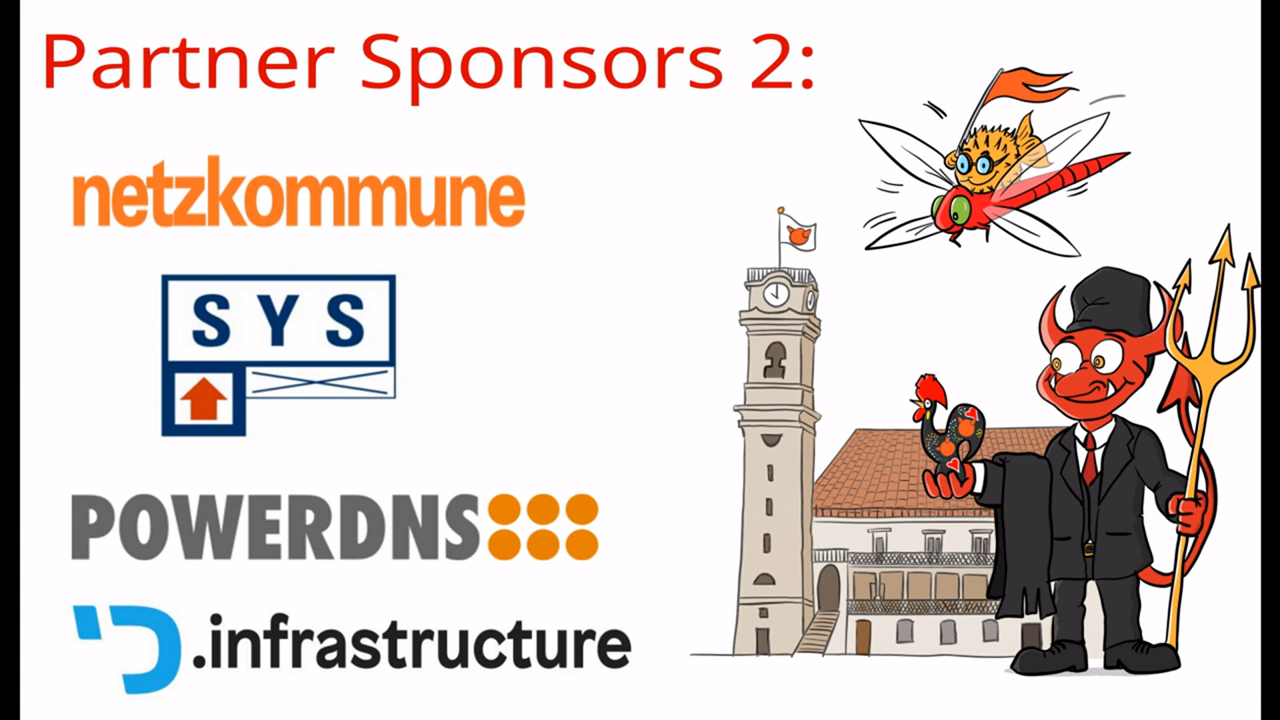 Partner Sponsors 2:
netzkommune
SYS
POWERDNS
.infrastructure